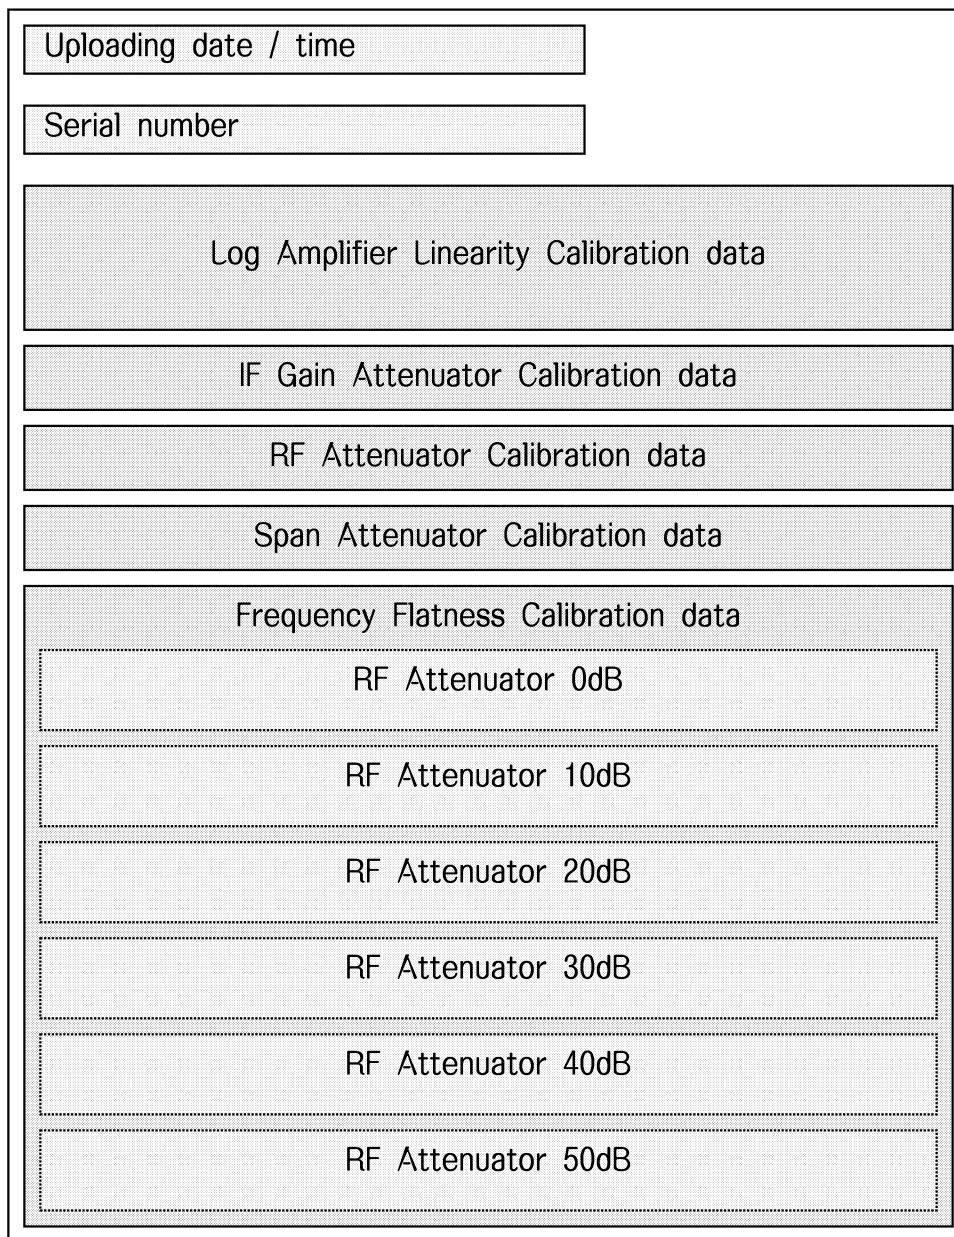 Uploading date / time
Serial number
Log Amplifier Linearity Calibration data
IF Gain Attenuator Calibration data
RF Attenuator Calibration data
Span Attenuator Calibration data
Frequency Flatness Calibration data
RF Attenuator 0dB
RF Attenuator 10dB
RF Attenuator 20dB
RF Attenuator 30dB
RF Attenuator 40dB
RF Attenuator 50dB